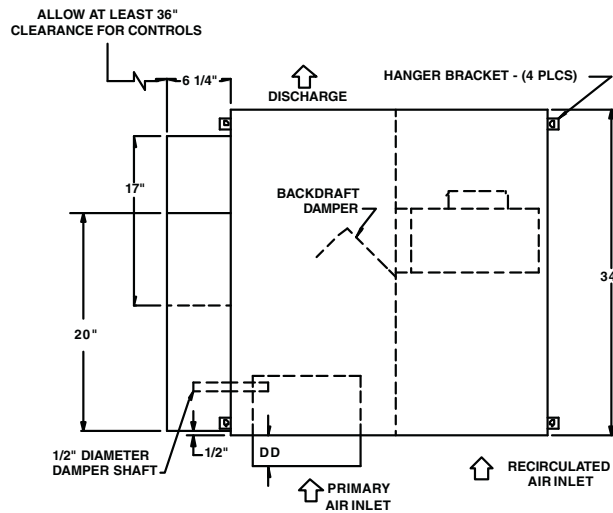 ALLOW AT LEAST 36"
CLEARANCE FOR CONTROLS
6 1/4"
DISCHARGE
HANGER BRACKET - (4 PLCS)
17"
BACKDRAFT
DAMPER
34
20"
1/2" DIAMETER
DAMPER SHAFT
1/2"
DD
PRIMARY
AIR INLET
RECIRCULATED
AIR INLET